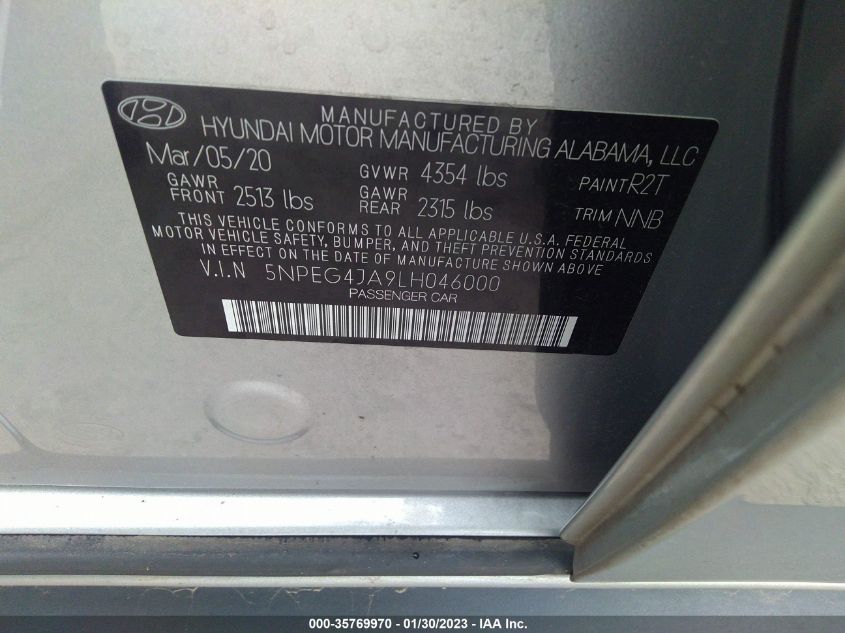 MANUFACTURED BY
HYUNDAI MOTOR MANUFACTURING ALABAMA, LLC
Mar/05/20 GVWR 4354 lbs PAINT R2T
GAWR FRONT 2513 lbs GAWR REAR 2315 lbs TRIM NNB
THIS VEHICLE CONFORMS TO ALL APPLICABLE U.S.A. FEDERAL
MOTOR VEHICLE SAFETY, BUMPER, AND THEFT PREVENTION STANDARDS
IN EFFECT ON THE DATE OF MANUFACTURE SHOWN ABOVE.
V.I.N 5NPEG4JA9LH046000
PASSENGER CAR
000-35769970 - 01/30/2023 - IAA Inc.